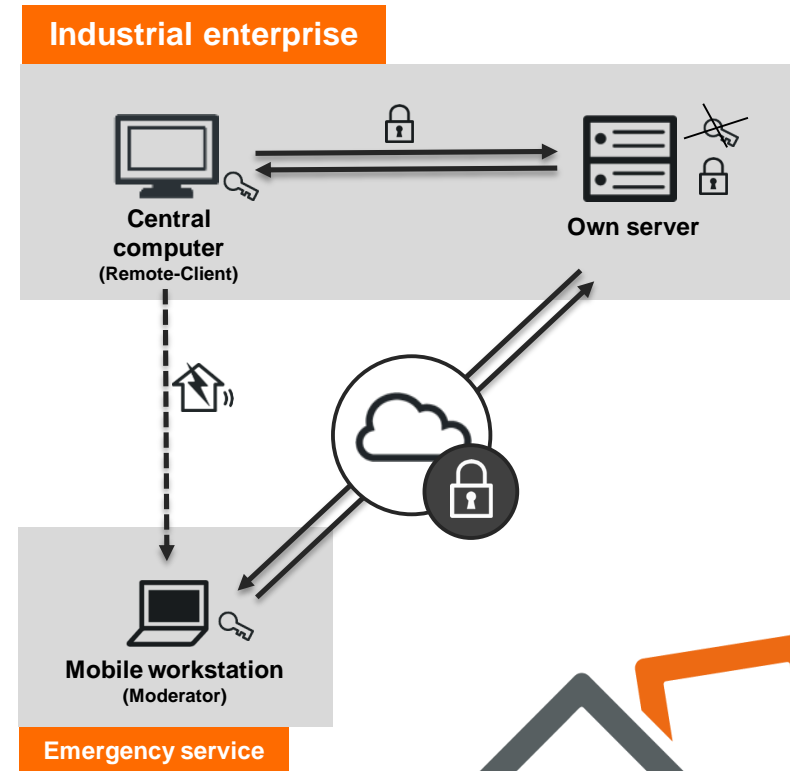 Industrial enterprise
Central
computer
(Remote-Client)
Own server
Mobile workstation
(Moderator)
Emergency service